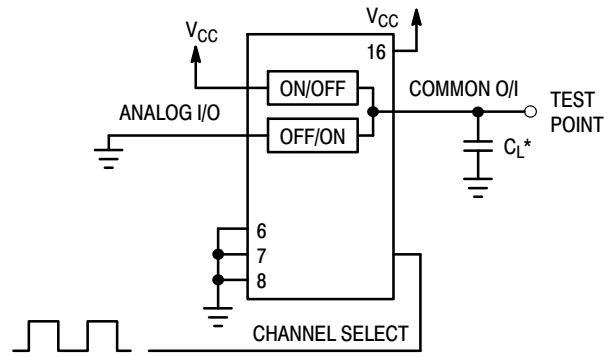 VCC
VCC
16
ON/OFF
COMMON O/I
ANALOG I/O
OFF/ON
TEST
POINT
CL*
6
7
8
CHANNEL SELECT